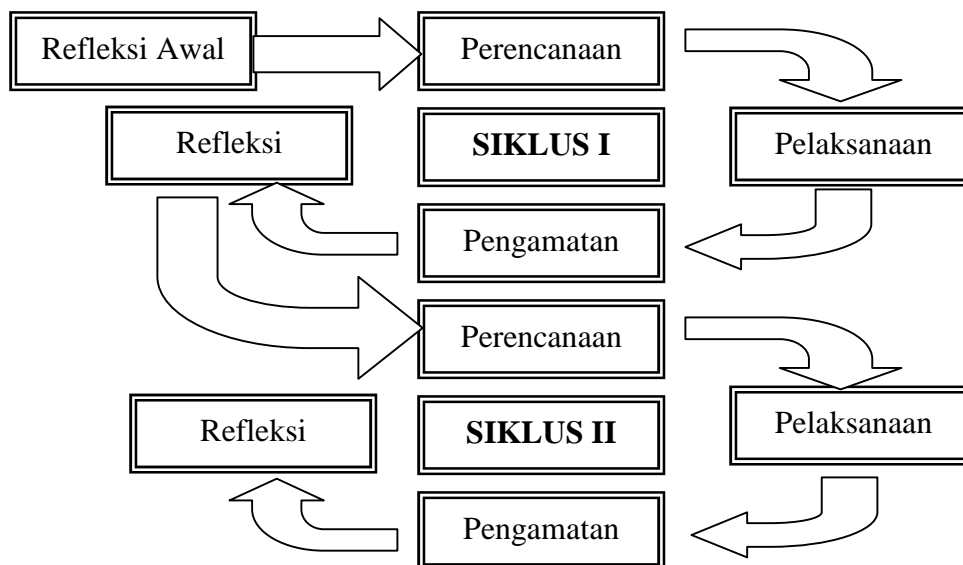 Refleksi Awal
Perencanaan
Refleksi
SIKLUS I
Pelaksanaan
Pengamatan
Perencanaan
Refleksi
SIKLUS II
Pelaksanaan
Pengamatan